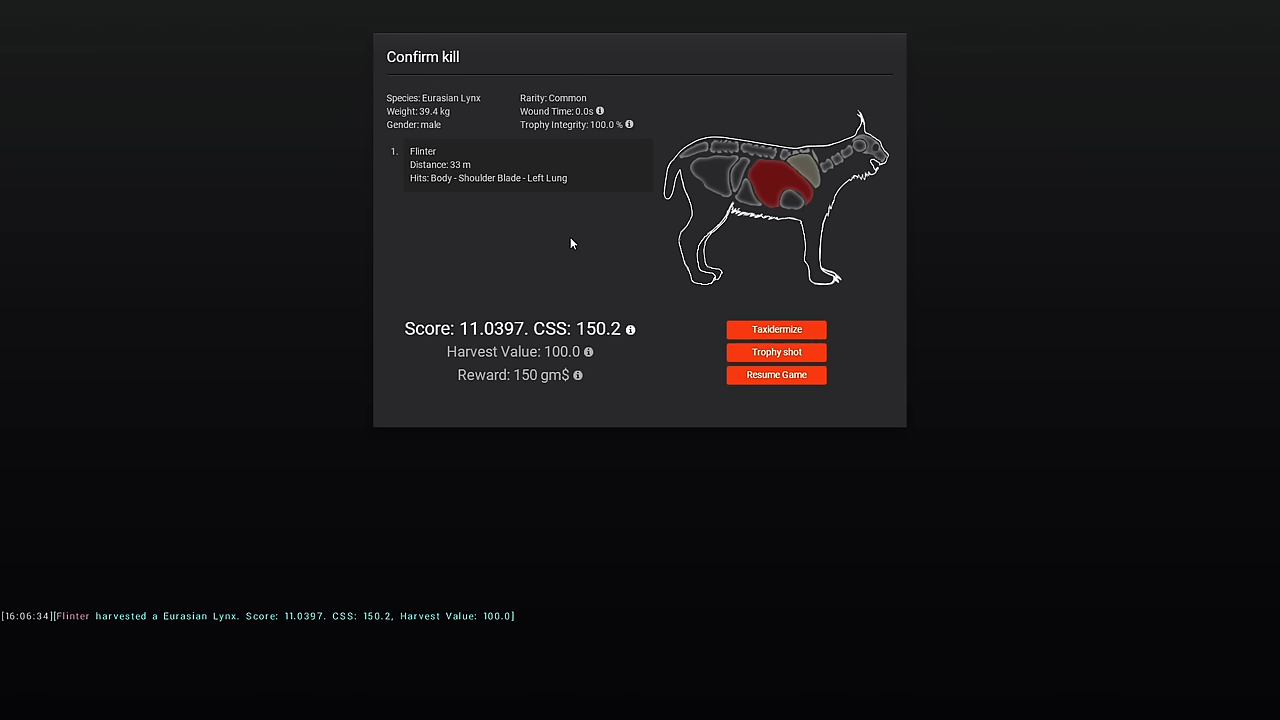 Confirm kill
Species: Eurasian Lynx
Weight: 39.4 kg
Gender: male
Rarity: Common
Wound Time: 0.0s
Trophy Integrity: 100.0 %
1. Flinter
Distance: 33 m
Hits: Body - Shoulder Blade - Left Lung
Score: 11.0397. CSS: 150.2
Harvest Value: 100.0
Reward: 150 gm$
Taxidermize
Trophy shot
Resume Game
[16:06:34][Flinter harvested a Eurasian Lynx. Score: 11.0397. CSS: 150.2, Harvest Value: 100.0]